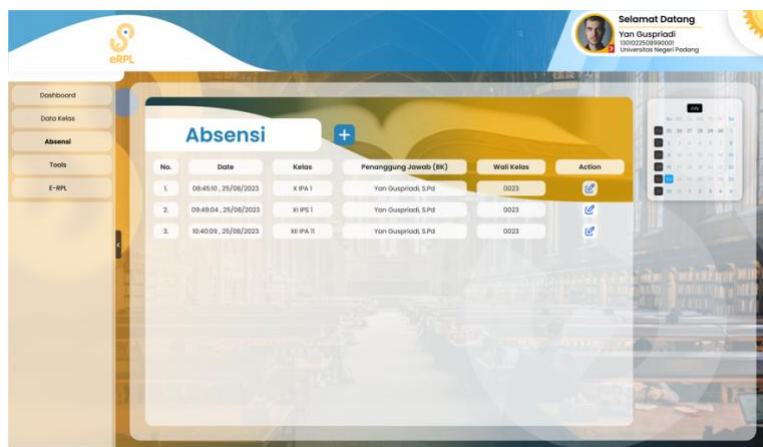 eRPL
Selamat Datang
Yan Guspriadi
1301022508990001
Universitas Negeri Padang
Dashboard
Data Kelas
Absensi
Tools
E-RPL
Absensi
+
No. Date Kelas Penanggung Jawab (BK) Wali Kelas Action
1. 08:45:10 , 25/08/2023 X IPA 1 Yan Guspriadi, S.Pd 0023
2. 09:49:04 , 25/08/2023 XI IPS 1 Yan Guspriadi, S.Pd 0023
3. 10:40:09 , 25/08/2023 XII IPA 11 Yan Guspriadi, S.Pd 0023
July